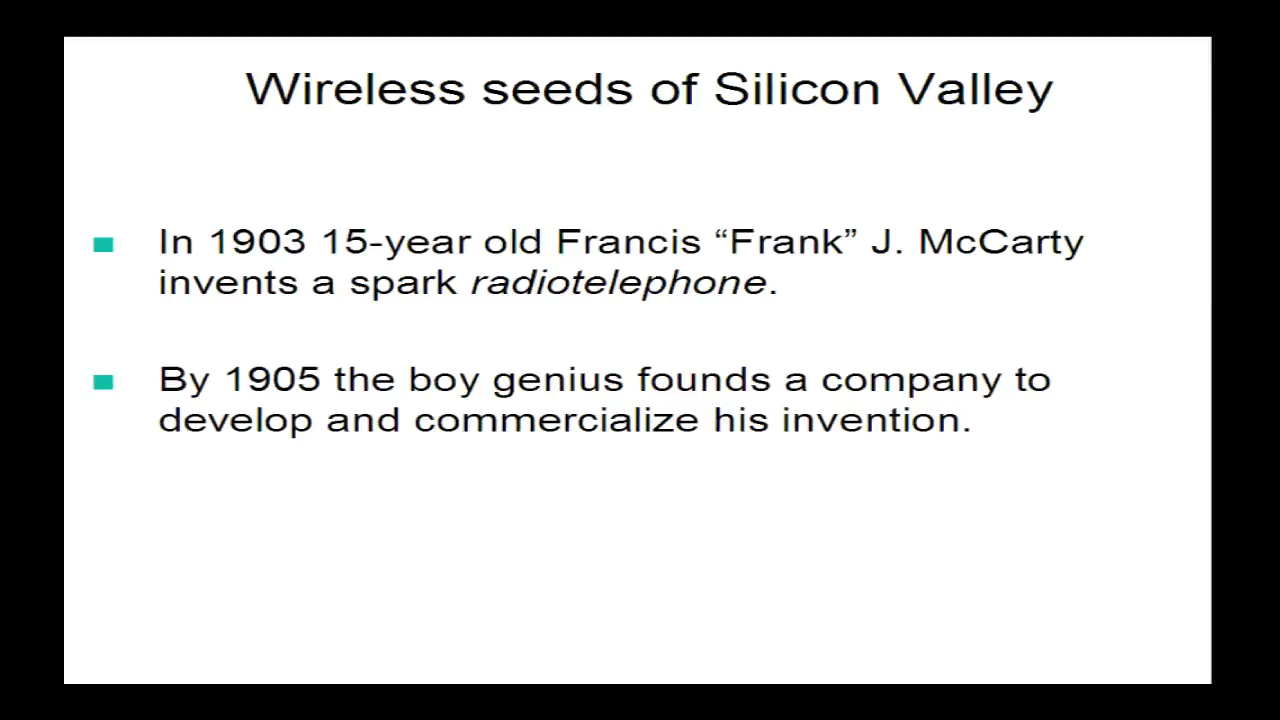 Wireless seeds of Silicon Valley
In 1903 15-year old Francis “Frank” J. McCarty
invents a spark radiotelephone.
By 1905 the boy genius founds a company to
develop and commercialize his invention.